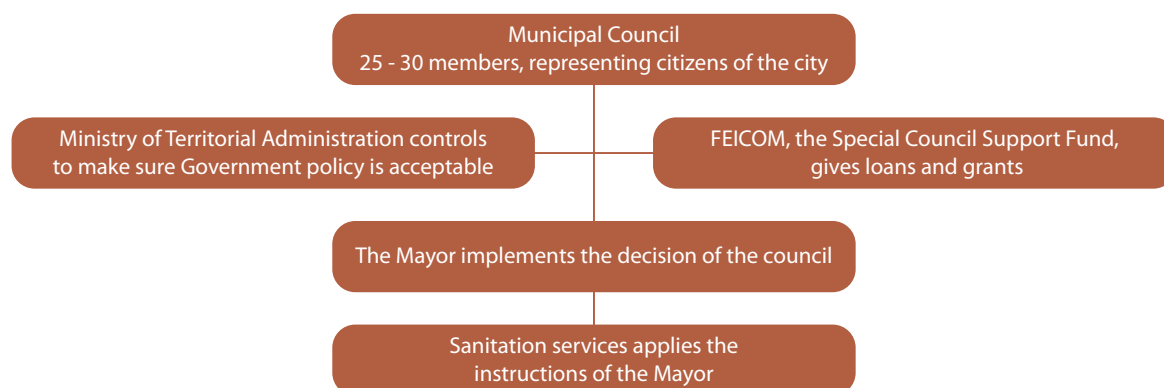 Municipal Council
25 - 30 members, representing citizens of the city
Ministry of Territorial Administration controls
to make sure Government policy is acceptable
FEICOM, the Special Council Support Fund,
gives loans and grants
The Mayor implements the decision of the council
Sanitation services applies the
instructions of the Mayor